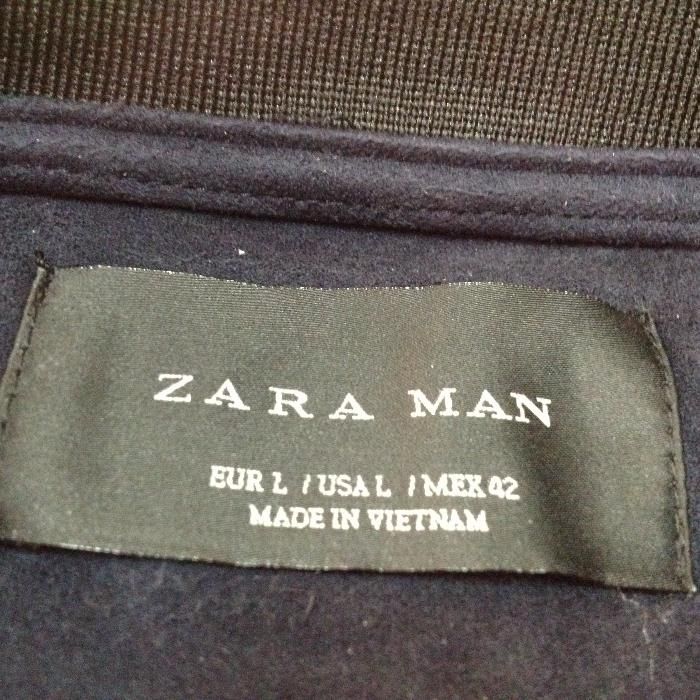 ZARA MAN
EUR L / USA L / MEX 42
MADE IN VIETNAM